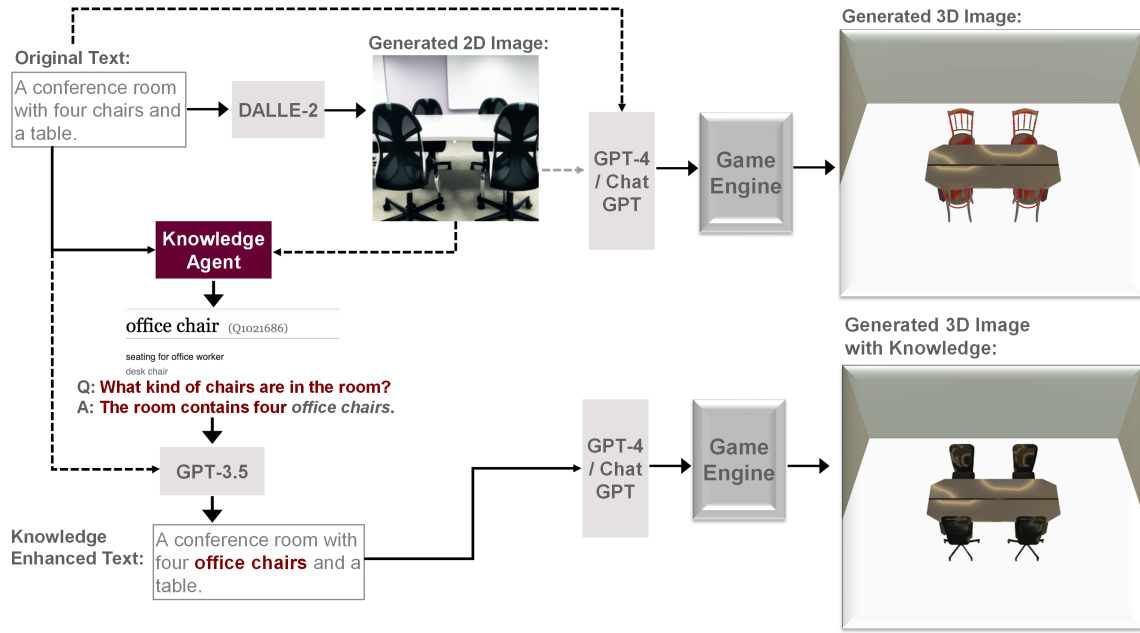 Original Text:
A conference room
with four chairs and
a table.
DALLE-2
Generated 2D Image:
GPT-4
/ Chat
GPT
Game
Engine
Generated 3D Image:
Knowledge
Agent
office chair (Q1021686)
seating for office worker
desk chair
Q: What kind of chairs are in the room?
A: The room contains four office chairs.
GPT-3.5
Knowledge
Enhanced Text:
A conference room with
four office chairs and a
table.
GPT-4
/ Chat
GPT
Game
Engine
Generated 3D Image
with Knowledge: